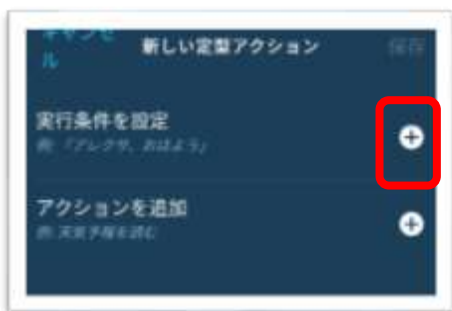 キャンセル
新しい定型アクション
保存
実行条件を設定
例: 「アレクサ、おはよう」
アクションを追加
例: 天気予報を読む